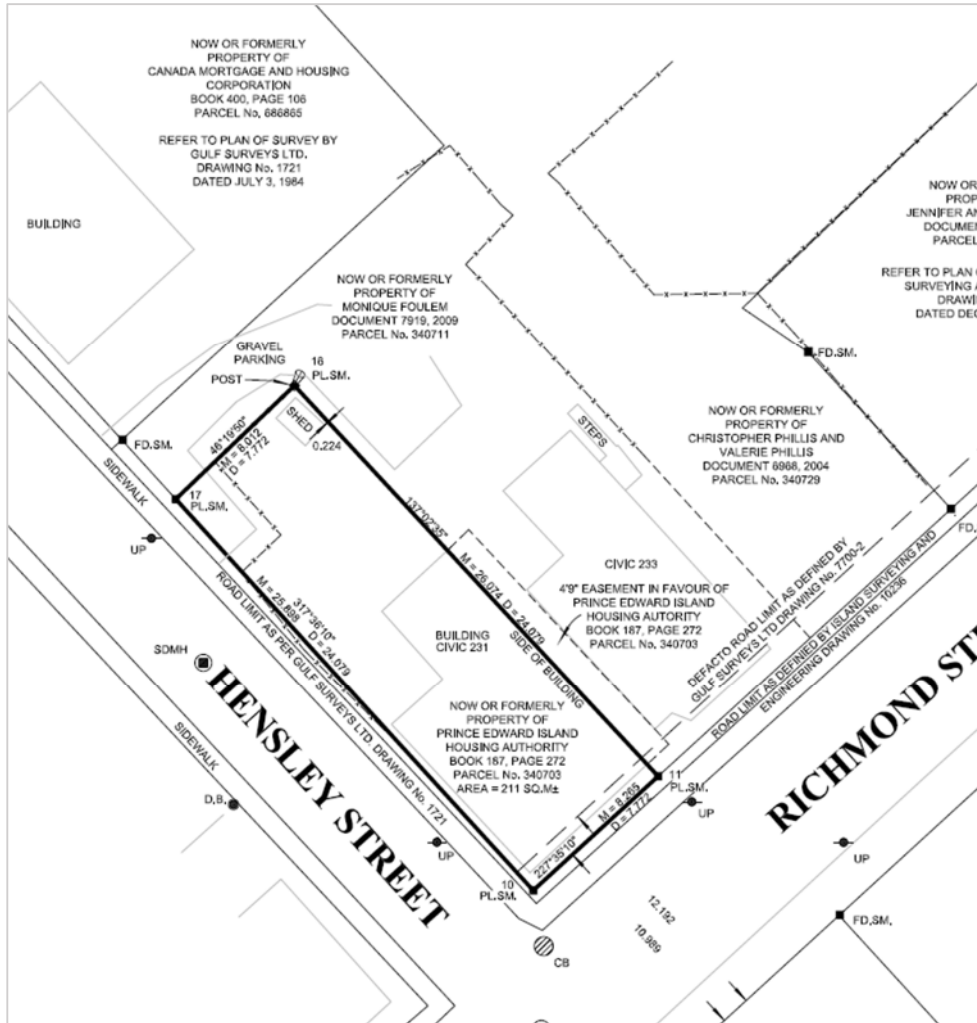 NOW OR FORMERLY
PROPERTY OF
CANADA MORTGAGE AND HOUSING
CORPORATION
BOOK 400, PAGE 106
PARCEL No. 686865
REFER TO PLAN OF SURVEY BY
GULF SURVEYS LTD.
DRAWING No. 1721
DATED JULY 3, 1984
BUILDING
NOW OR
PROP
JENNIFER AN
DOCUMEN
PARCEL
REFER TO PLAN
SURVEYING A
DRAWI
DATED DEC
NOW OR FORMERLY
PROPERTY OF
MONIQUE FOULEM
DOCUMENT 7919, 2009
PARCEL No. 340711
GRAVEL
PARKING
POST
18
PL.SM.
SHED
0.224
46°19'50"
M = 8.012
D = 7.772
FD.SM.
17
PL.SM.
SIDEWALK
UP
FD.SM.
STEPS
NOW OR FORMERLY
PROPERTY OF
CHRISTOPHER PHILLIS AND
VALERIE PHILLIS
DOCUMENT 6968, 2004
PARCEL No. 340729
FD.
137°02'35"
M = 26.074 D = 24.079
SIDE OF BUILDING
CIVIC 233
4'9" EASEMENT IN FAVOUR OF
PRINCE EDWARD ISLAND
HOUSING AUTORITY
BOOK 187, PAGE 272
PARCEL No. 340703
DEFACTO ROAD LIMIT AS DEFINED BY
GULF SURVEYS LTD DRAWING No. 7700-2
ROAD LIMIT AS DEFINIED BY ISLAND SURVEYING AND
ENGINEERING DRAWING No. 10236
317°36'10"
M = 25.898
D = 24.079
ROAD LIMIT AS PER GULF SURVEYS LTD. DRAWING No. 1721
BUILDING
CIVIC 231
NOW OR FORMERLY
PROPERTY OF
PRINCE EDWARD ISLAND
HOUSING AUTHORITY
BOOK 187, PAGE 272
PARCEL No. 340703
AREA = 211 SQ.M±
SDMH
HENSLEY STREET
SIDEWALK
D.B.
UP
11
PL.SM.
UP
M = 8.265
227°35'10"
D = 7.772
10
PL.SM.
RICHMOND ST
UP
FD.SM.
12.192
10.989
CB